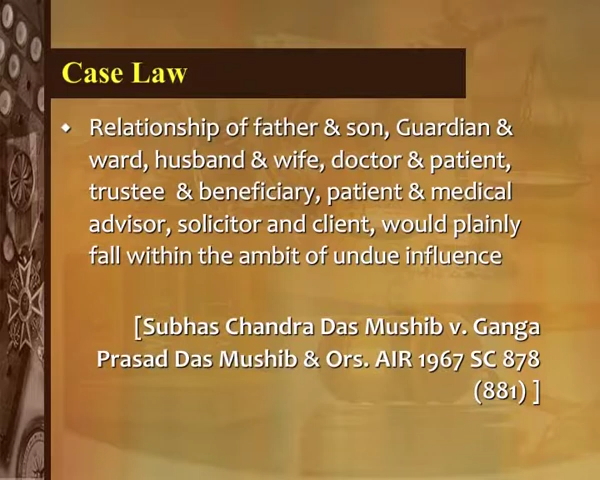 Case Law
Relationship of father & son, Guardian &
ward, husband & wife, doctor & patient,
trustee & beneficiary, patient & medical
advisor, solicitor and client, would plainly
fall within the ambit of undue influence
[Subhas Chandra Das Mushib v. Ganga
Prasad Das Mushib & Ors. AIR 1967 SC 878
(881) ]